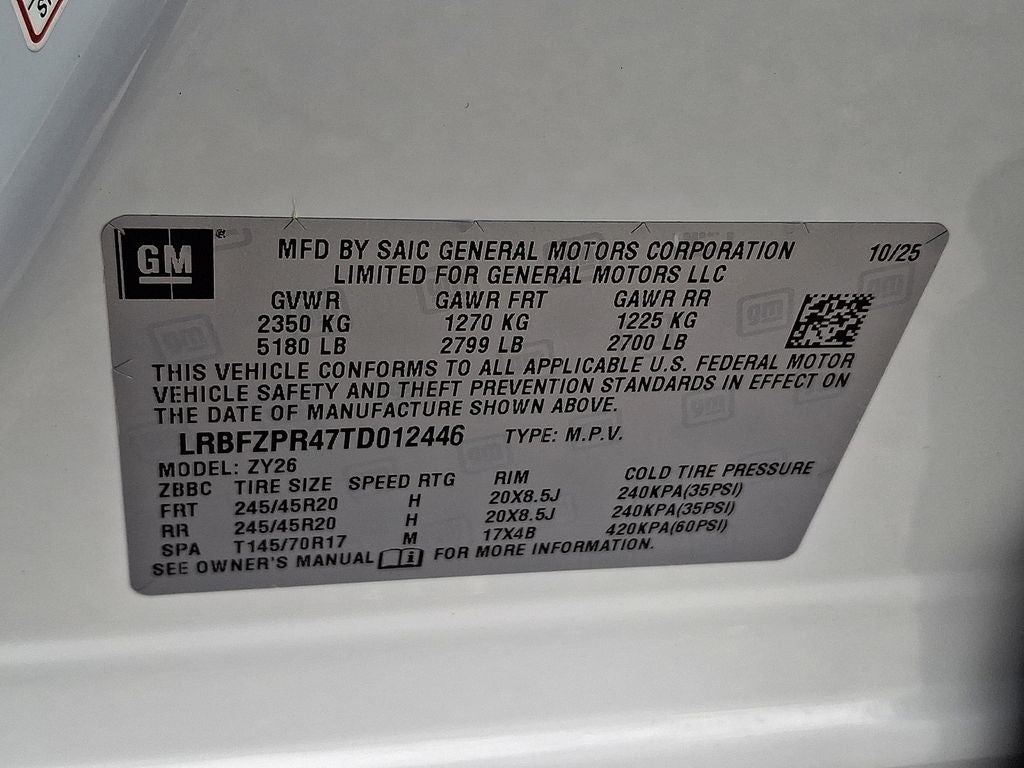 GM
MFD BY SAIC GENERAL MOTORS CORPORATION
LIMITED FOR GENERAL MOTORS LLC
10/25
GVWR GAWR FRT GAWR RR
2350 KG 1270 KG 1225 KG
5180 LB 2799 LB 2700 LB
THIS VEHICLE CONFORMS TO ALL APPLICABLE U.S. FEDERAL MOTOR
VEHICLE SAFETY AND THEFT PREVENTION STANDARDS IN EFFECT ON
THE DATE OF MANUFACTURE SHOWN ABOVE.
LRBFZPR47TD012446 TYPE: M.P.V.
MODEL: ZY26
ZBBC TIRE SIZE SPEED RTG RIM COLD TIRE PRESSURE
FRT 245/45R20 H 20X8.5J 240KPA(35PSI)
RR 245/45R20 H 20X8.5J 240KPA(35PSI)
SPA T145/70R17 M 17X4B 420KPA(60PSI)
SEE OWNER'S MANUAL FOR MORE INFORMATION.